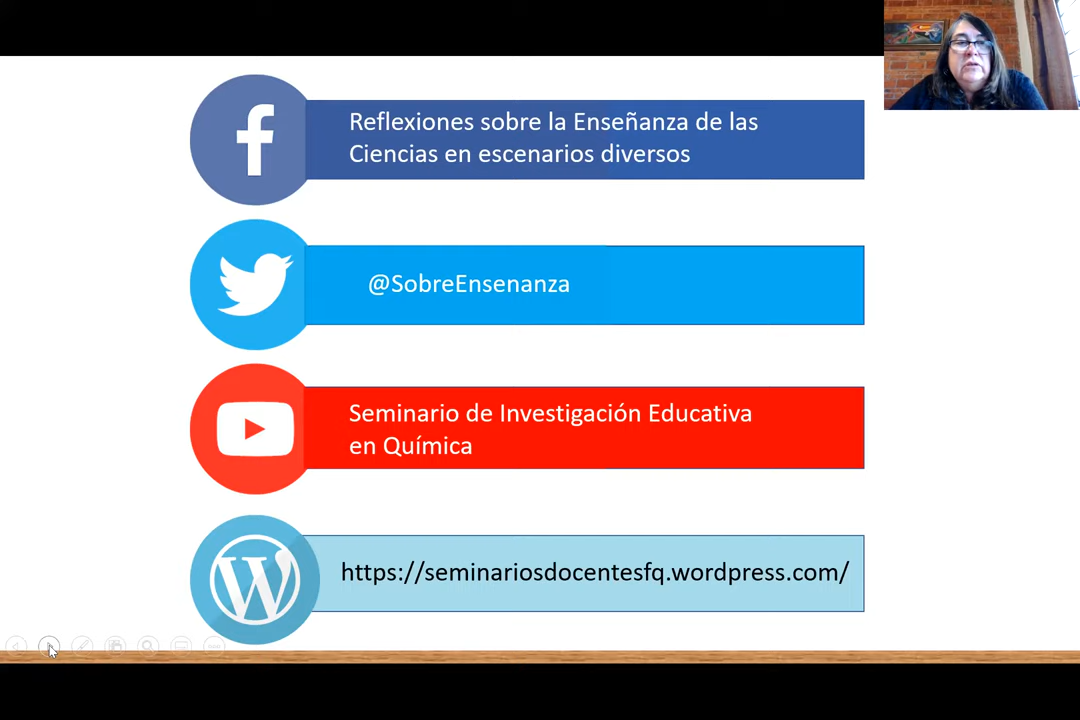 Reflexiones sobre la Enseñanza de las
Ciencias en escenarios diversos
@SobreEnsenanza
Seminario de Investigación Educativa
en Química
https://seminariosdocentesfq.wordpress.com/